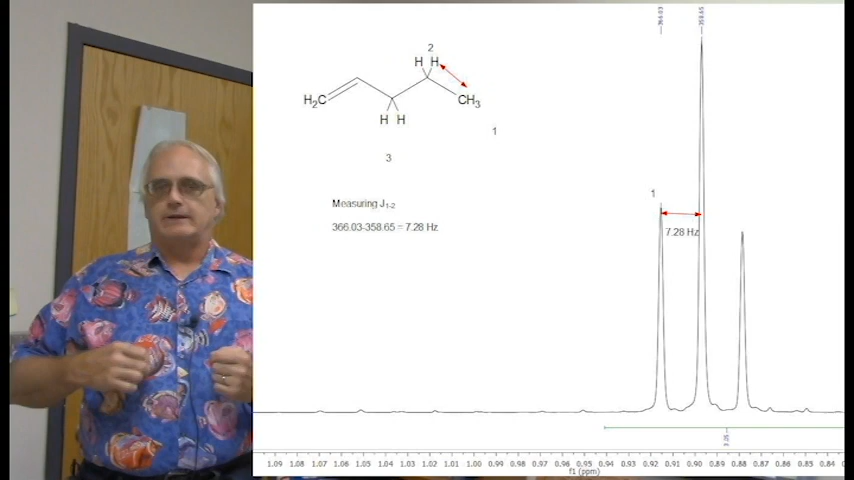 366.03
358.65
2
H H
H₂C
CH₃
H H
1
3
1
Measuring J₁₋₂
366.03-358.65 = 7.28 Hz
7.28 Hz
3.25
1.09 1.08 1.07 1.06 1.05 1.04 1.03 1.02 1.01 1.00 0.99 0.98 0.97 0.96 0.95 0.94 0.93 0.92 0.91 0.90 0.89 0.88 0.87 0.86 0.85 0.84
f1 (ppm)